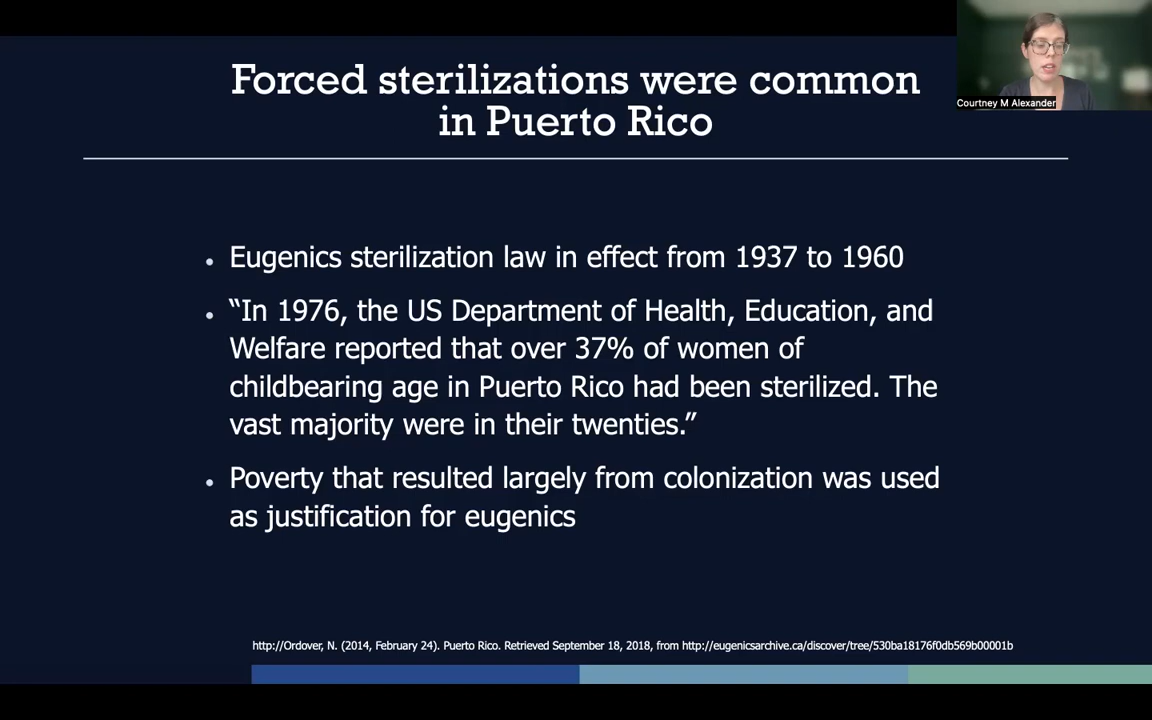 Forced sterilizations were common
in Puerto Rico
Courtney M Alexander
• Eugenics sterilization law in effect from 1937 to 1960
• “In 1976, the US Department of Health, Education, and
Welfare reported that over 37% of women of
childbearing age in Puerto Rico had been sterilized. The
vast majority were in their twenties.”
• Poverty that resulted largely from colonization was used
as justification for eugenics
http://Ordover, N. (2014, February 24). Puerto Rico. Retrieved September 18, 2018, from http://eugenicsarchive.ca/discover/tree/530ba18176f0db569b00001b